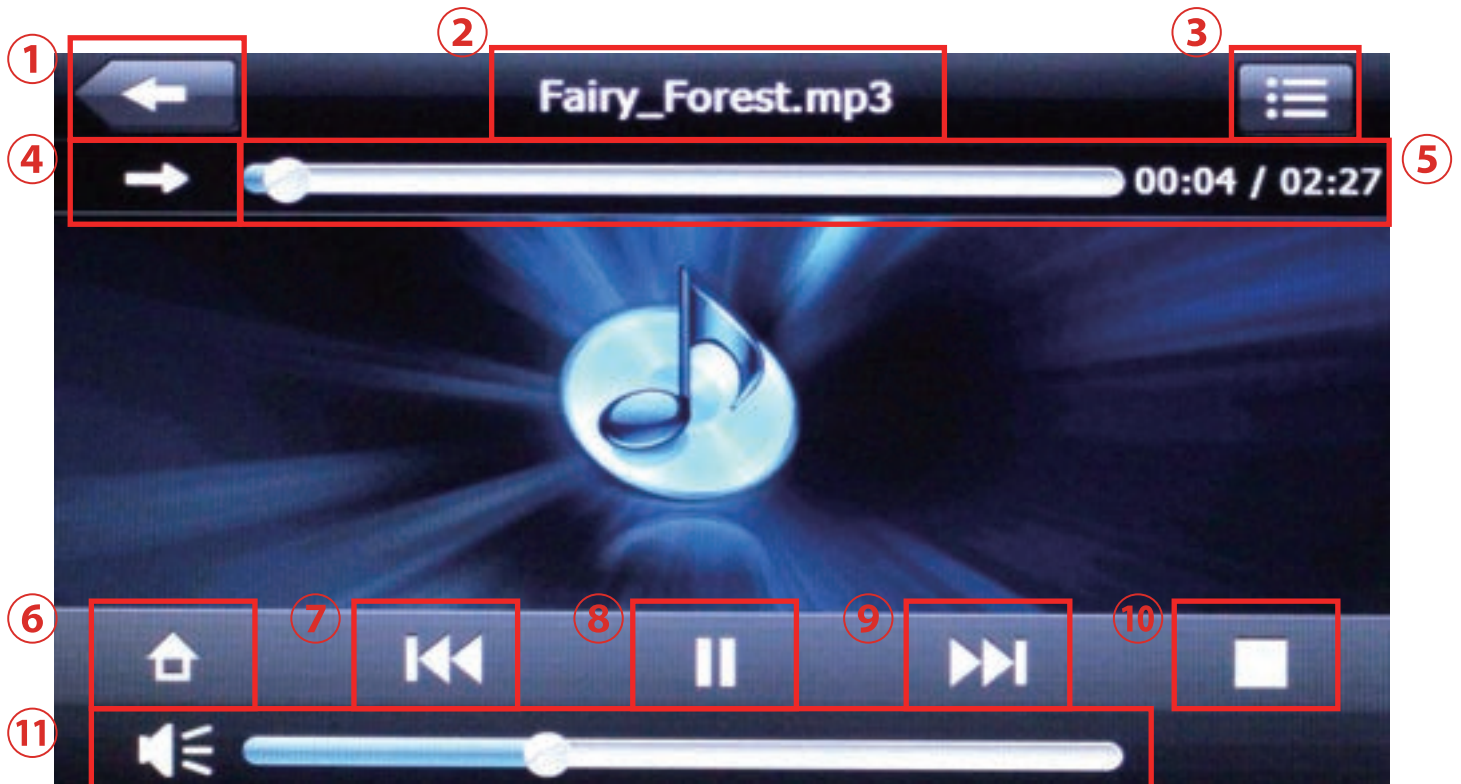 ① ② ③
Fairy_Forest.mp3
④ ⑤
00:04 / 02:27
⑥ ⑦ ⑧ ⑨ ⑩
⑪